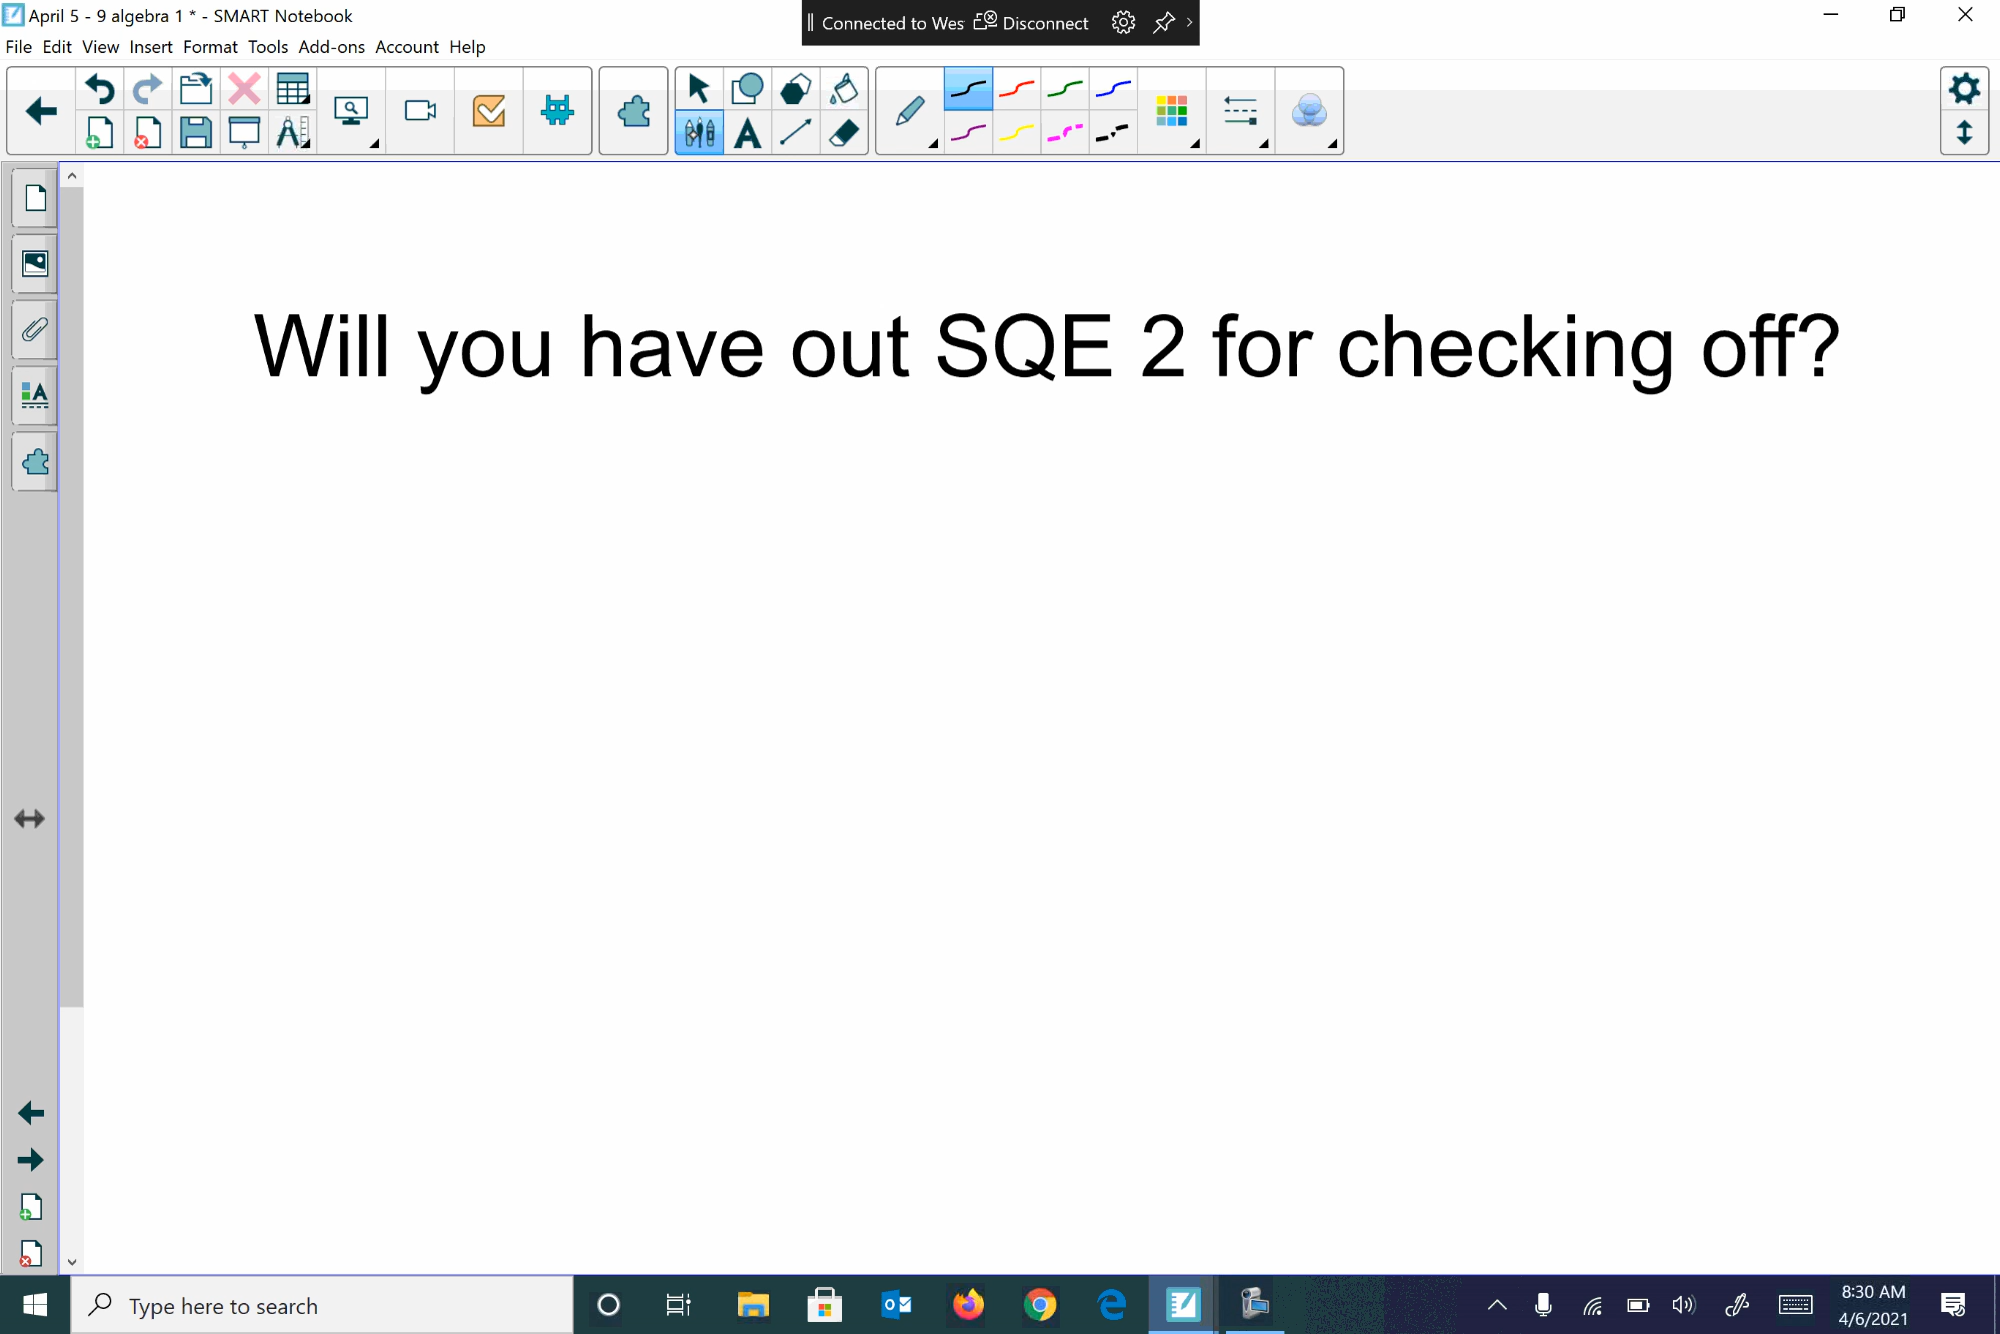 April 5 - 9 algebra 1 * - SMART Notebook
Connected to Wes Disconnect
File Edit View Insert Format Tools Add-ons Account Help
Will you have out SQE 2 for checking off?
Type here to search
8:30 AM
4/6/2021